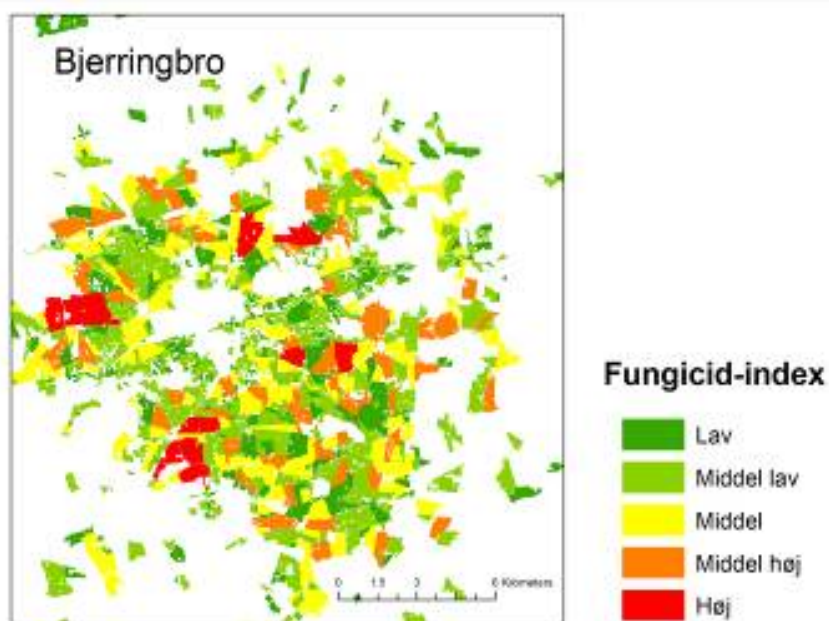 Bjerringbro
0 1.5 3 6 Kilometers
Fungicid-index
Lav
Middel lav
Middel
Middel høj
Høj